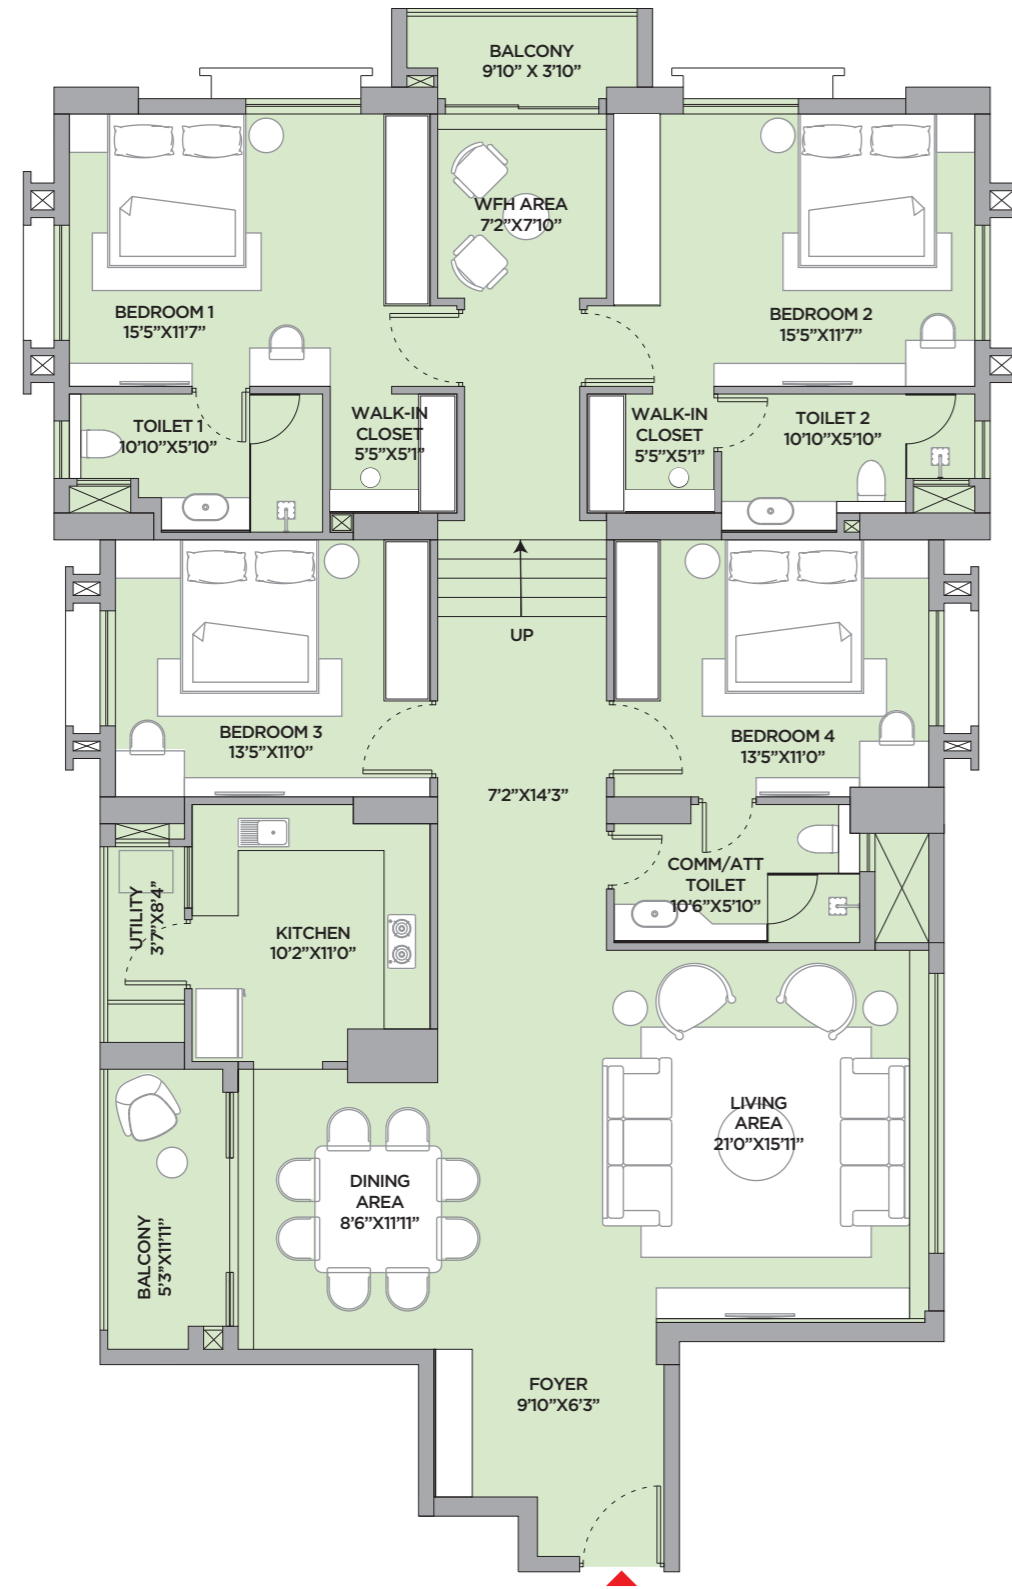 BALCONY
9'10” X 3'10”
WFH AREA
7'2”X7'10”
BEDROOM 1
15'5”X11'7”
BEDROOM 2
15'5”X11'7”
TOILET 1
10'10”X5'10”
WALK-IN
CLOSET
5'5”X5'1”
WALK-IN
CLOSET
5'5”X5'1”
TOILET 2
10'10”X5'10”
UP
BEDROOM 3
13'5”X11'0”
BEDROOM 4
13'5”X11'0”
7'2”X14'3”
COMM/ATT
TOILET
10'6”X5'10”
UTILITY
3'7”X8'4”
KITCHEN
10'2”X11'0”
LIVING
AREA
21'0”X15'11”
DINING
AREA
8'6”X11'11”
BALCONY
5'3”X11'11”
FOYER
9'10”X6'3”